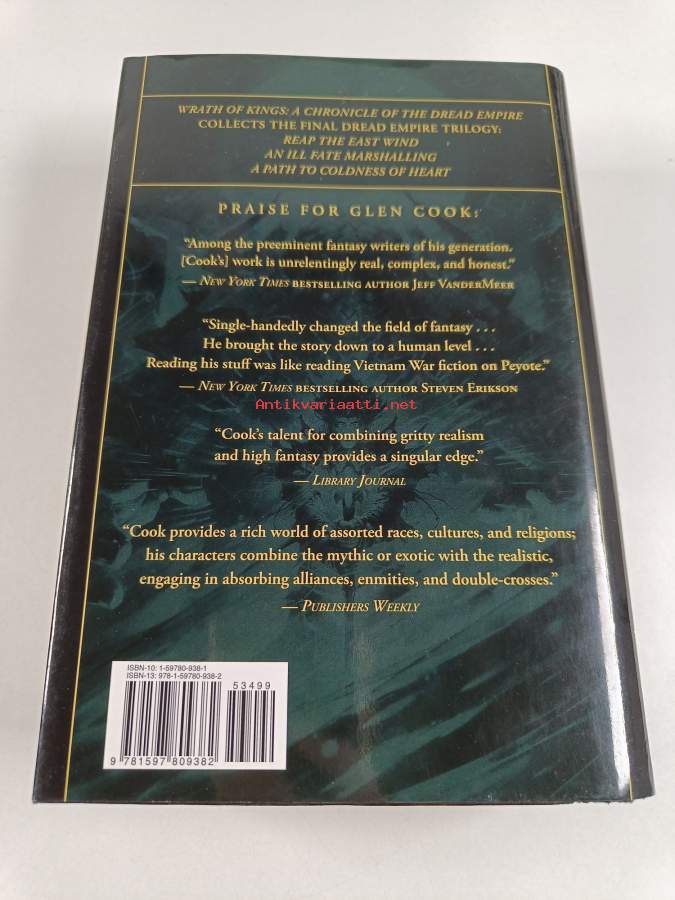 WRATH OF KINGS: A CHRONICLE OF THE DREAD EMPIRE
COLLECTS THE FINAL DREAD EMPIRE TRILOGY:
REAP THE EAST WIND
AN ILL FATE MARSHALLING
A PATH TO COLDNESS OF HEART
PRAISE FOR GLEN COOK:
“Among the preeminent fantasy writers of his generation.
[Cook’s] work is unrelentingly real, complex, and honest.”
— NEW YORK TIMES BESTSELLING AUTHOR JEFF VANDERMEER
“Single-handedly changed the field of fantasy . . .
He brought the story down to a human level . . .
Reading his stuff was like reading Vietnam War fiction on Peyote.”
— NEW YORK TIMES BESTSELLING AUTHOR STEVEN ERIKSON
Antikvariaatti.net
“Cook’s talent for combining gritty realism
and high fantasy provides a singular edge.”
— LIBRARY JOURNAL
“Cook provides a rich world of assorted races, cultures, and religions;
his characters combine the mythic or exotic with the realistic,
engaging in absorbing alliances, enmities, and double-crosses.”
— PUBLISHERS WEEKLY
ISBN-10: 1-59780-938-1
ISBN-13: 978-1-59780-938-2
53499
9 781597 809382